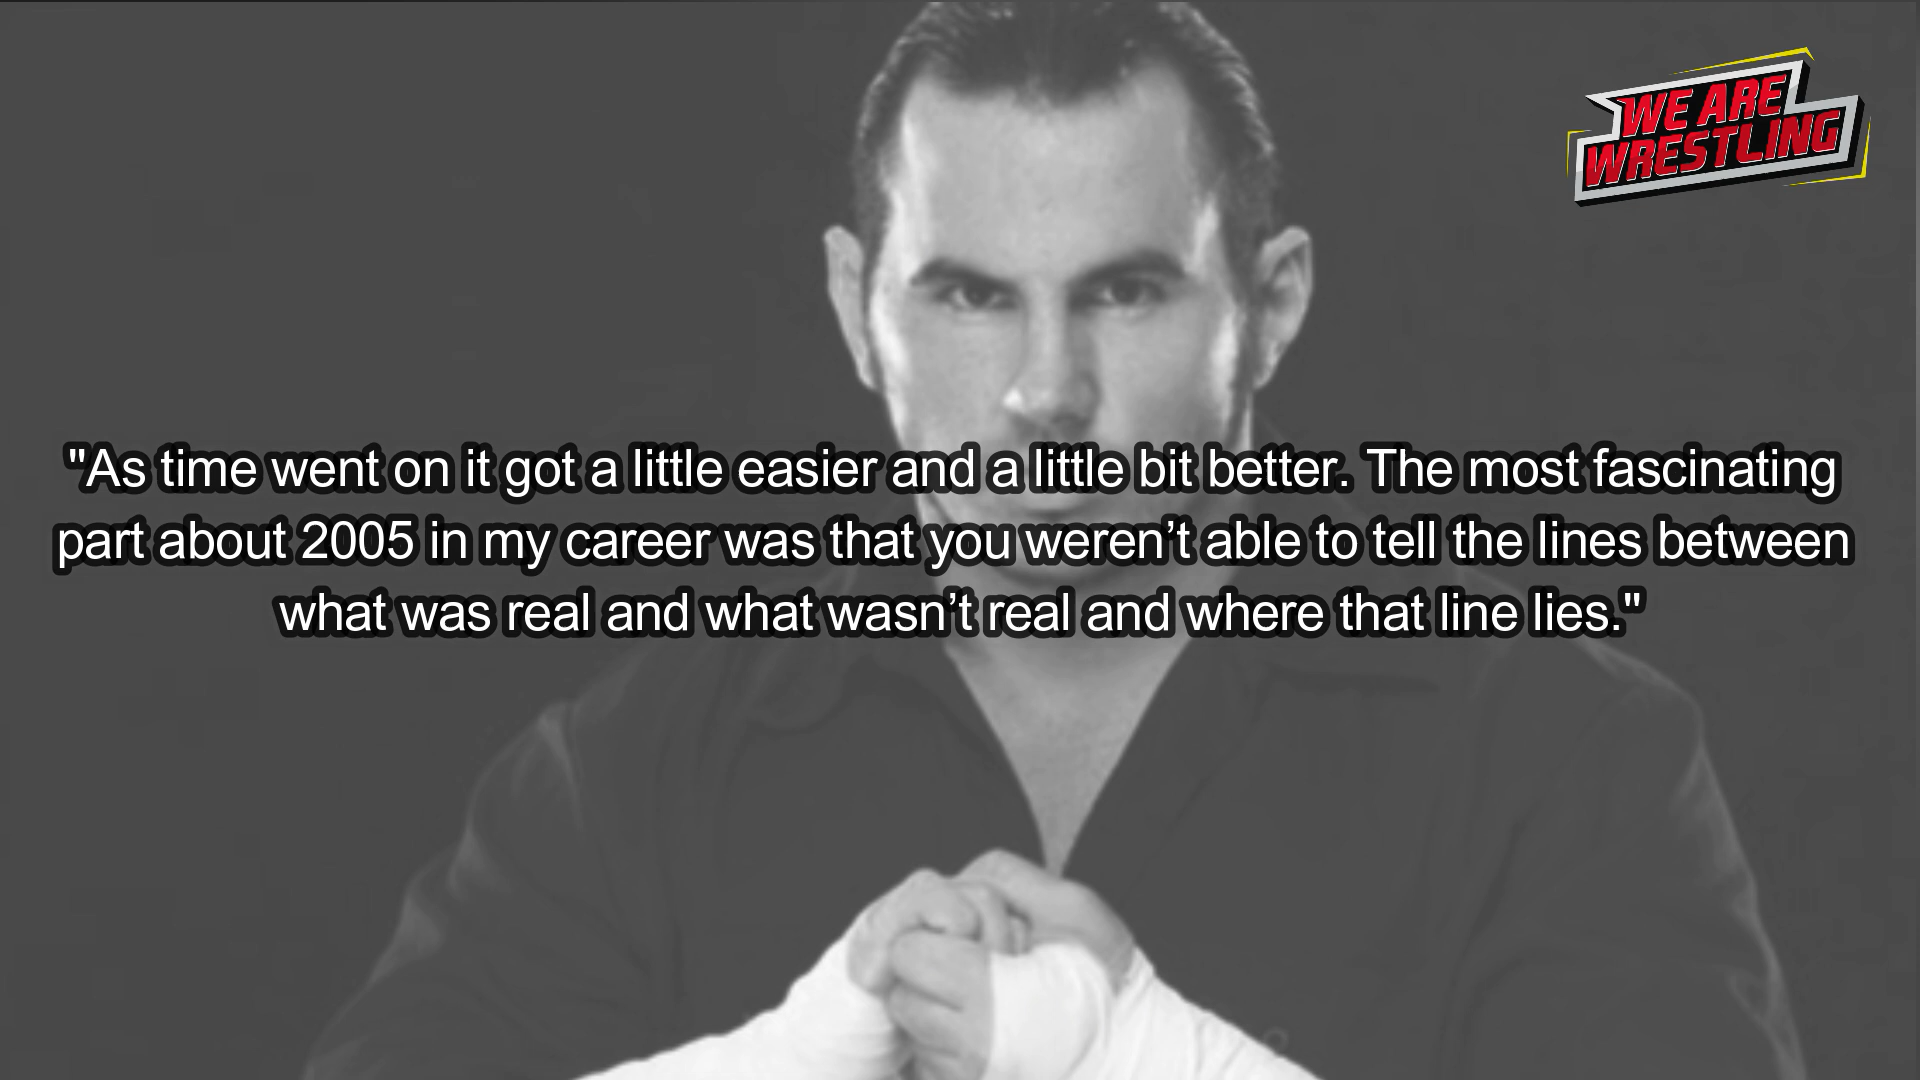 WE ARE
WRESTLING
"As time went on it got a little easier and a little bit better. The most fascinating
part about 2005 in my career was that you weren’t able to tell the lines between
what was real and what wasn’t real and where that line lies."